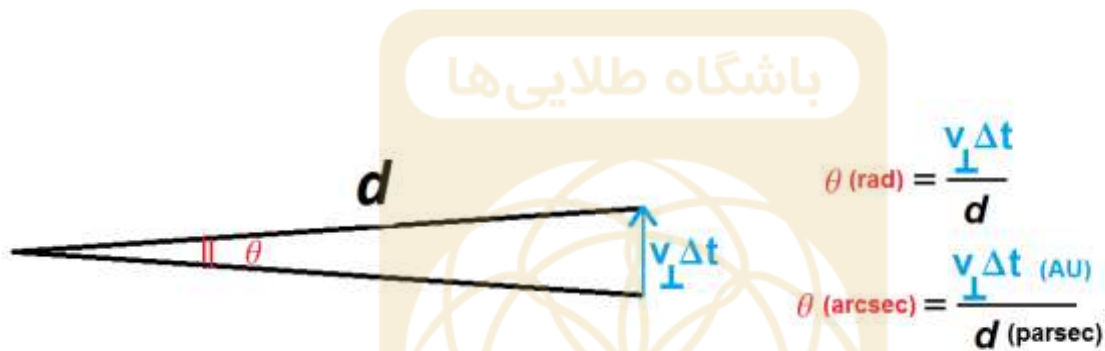 باشگاه طلایی‌ها
d
θ
v⊥Δt
θ (rad) = v⊥Δt / d
θ (arcsec) = v⊥Δt (AU) / d (parsec)